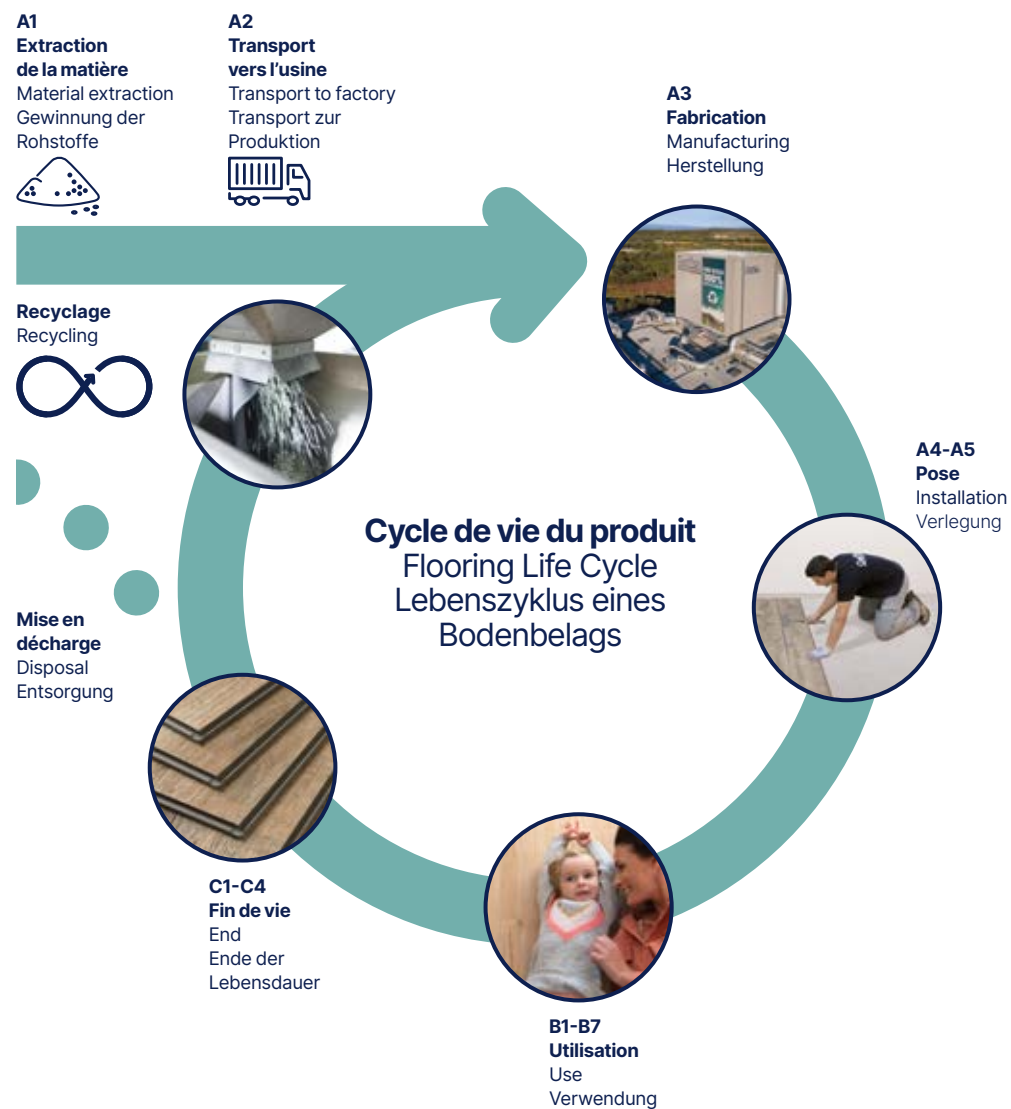 A1
Extraction
de la matière
Material extraction
Gewinnung der
Rohstoffe
A2
Transport
vers l'usine
Transport to factory
Transport zur
Produktion
A3
Fabrication
Manufacturing
Herstellung
Recyclage
Recycling
A4-A5
Pose
Installation
Verlegung
Cycle de vie du produit
Flooring Life Cycle
Lebenszyklus eines
Bodenbelags
Mise en
décharge
Disposal
Entsorgung
C1-C4
Fin de vie
End
Ende der
Lebensdauer
B1-B7
Utilisation
Use
Verwendung